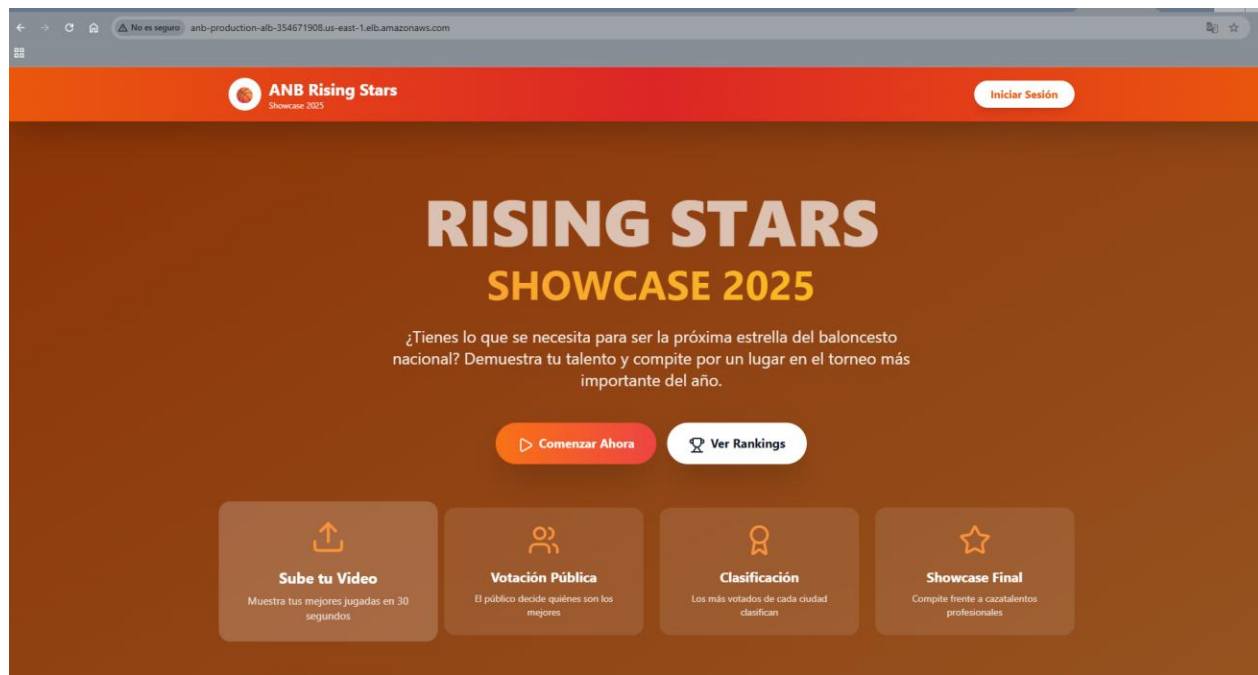 No es seguro anb-production-alb-354671908.us-east-1.elb.amazonaws.com
ANB Rising Stars
Showcase 2025
Iniciar Sesión
RISING STARS
SHOWCASE 2025
¿Tienes lo que se necesita para ser la próxima estrella del baloncesto
nacional? Demuestra tu talento y compite por un lugar en el torneo más
importante del año.
Comenzar Ahora
Ver Rankings
Sube tu Video
Muestra tus mejores jugadas en 30
segundos
Votación Pública
El público decide quiénes son los
mejores
Clasificación
Los más votados de cada ciudad
clasifican
Showcase Final
Compite frente a cazatalentos
profesionales